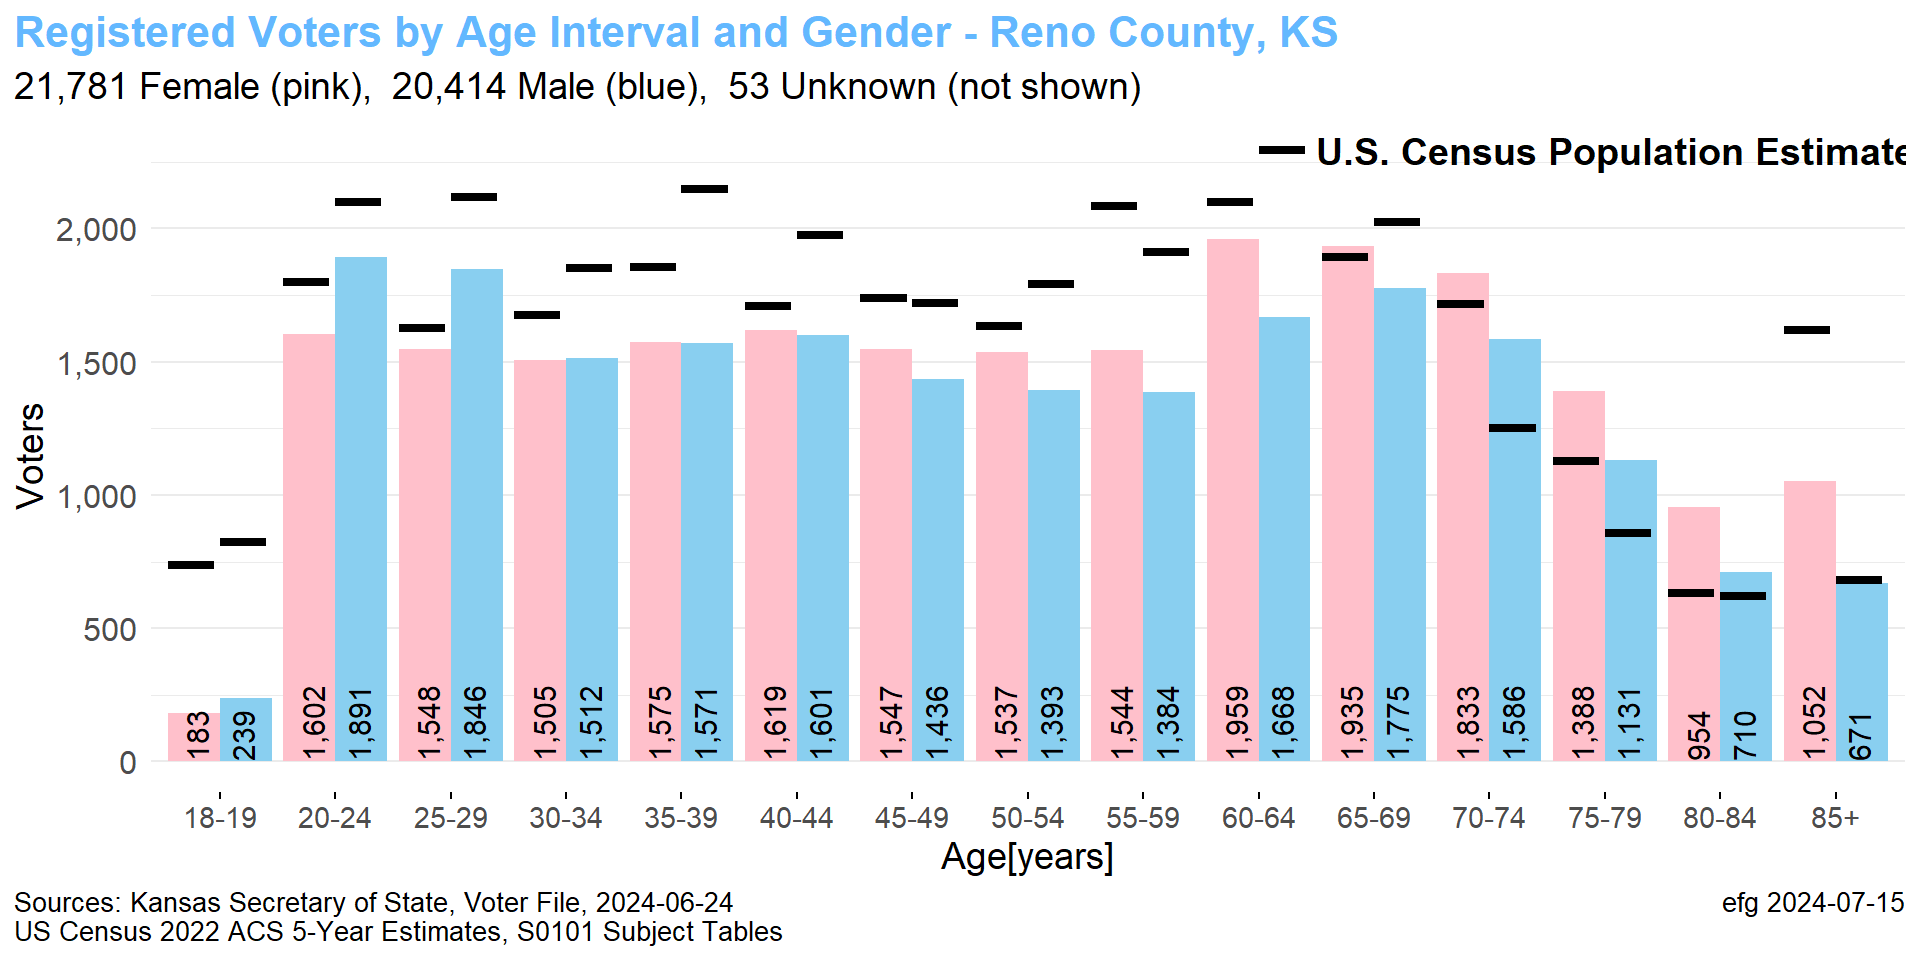 Registered Voters by Age Interval and Gender - Reno County, KS
21,781 Female (pink),  20,414 Male (blue),  53 Unknown (not shown)
U.S. Census Population Estimate
Voters
2,000
1,500
1,000
500
0
183 239 1,602 1,891 1,548 1,846 1,505 1,512 1,575 1,571 1,619 1,601 1,547 1,436 1,537 1,393 1,544 1,384 1,959 1,668 1,935 1,775 1,833 1,586 1,388 1,131 954 710 1,052 671
18-19 20-24 25-29 30-34 35-39 40-44 45-49 50-54 55-59 60-64 65-69 70-74 75-79 80-84 85+
Age[years]
Sources: Kansas Secretary of State, Voter File, 2024-06-24 efg 2024-07-15
US Census 2022 ACS 5-Year Estimates, S0101 Subject Tables